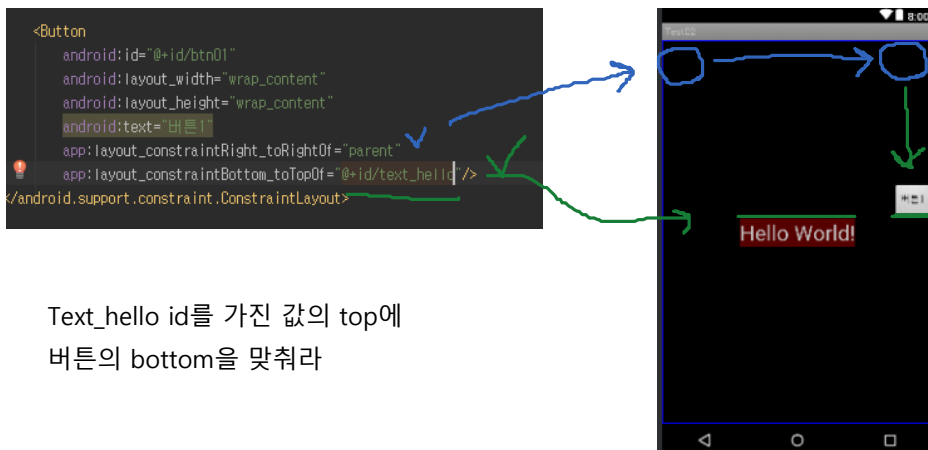 <Button
android:id="@+id/btn01"
android:layout_width="wrap_content"
android:layout_height="wrap_content"
android:text="버튼1"
app:layout_constraintRight_toRightOf="parent"
app:layout_constraintBottom_toTopOf="@+id/text_hello"/>
</android.support.constraint.ConstraintLayout>
Text_hello id를 가진 값의 top에
버튼의 bottom을 맞춰라
8:00
Test02
버튼1
Hello World!